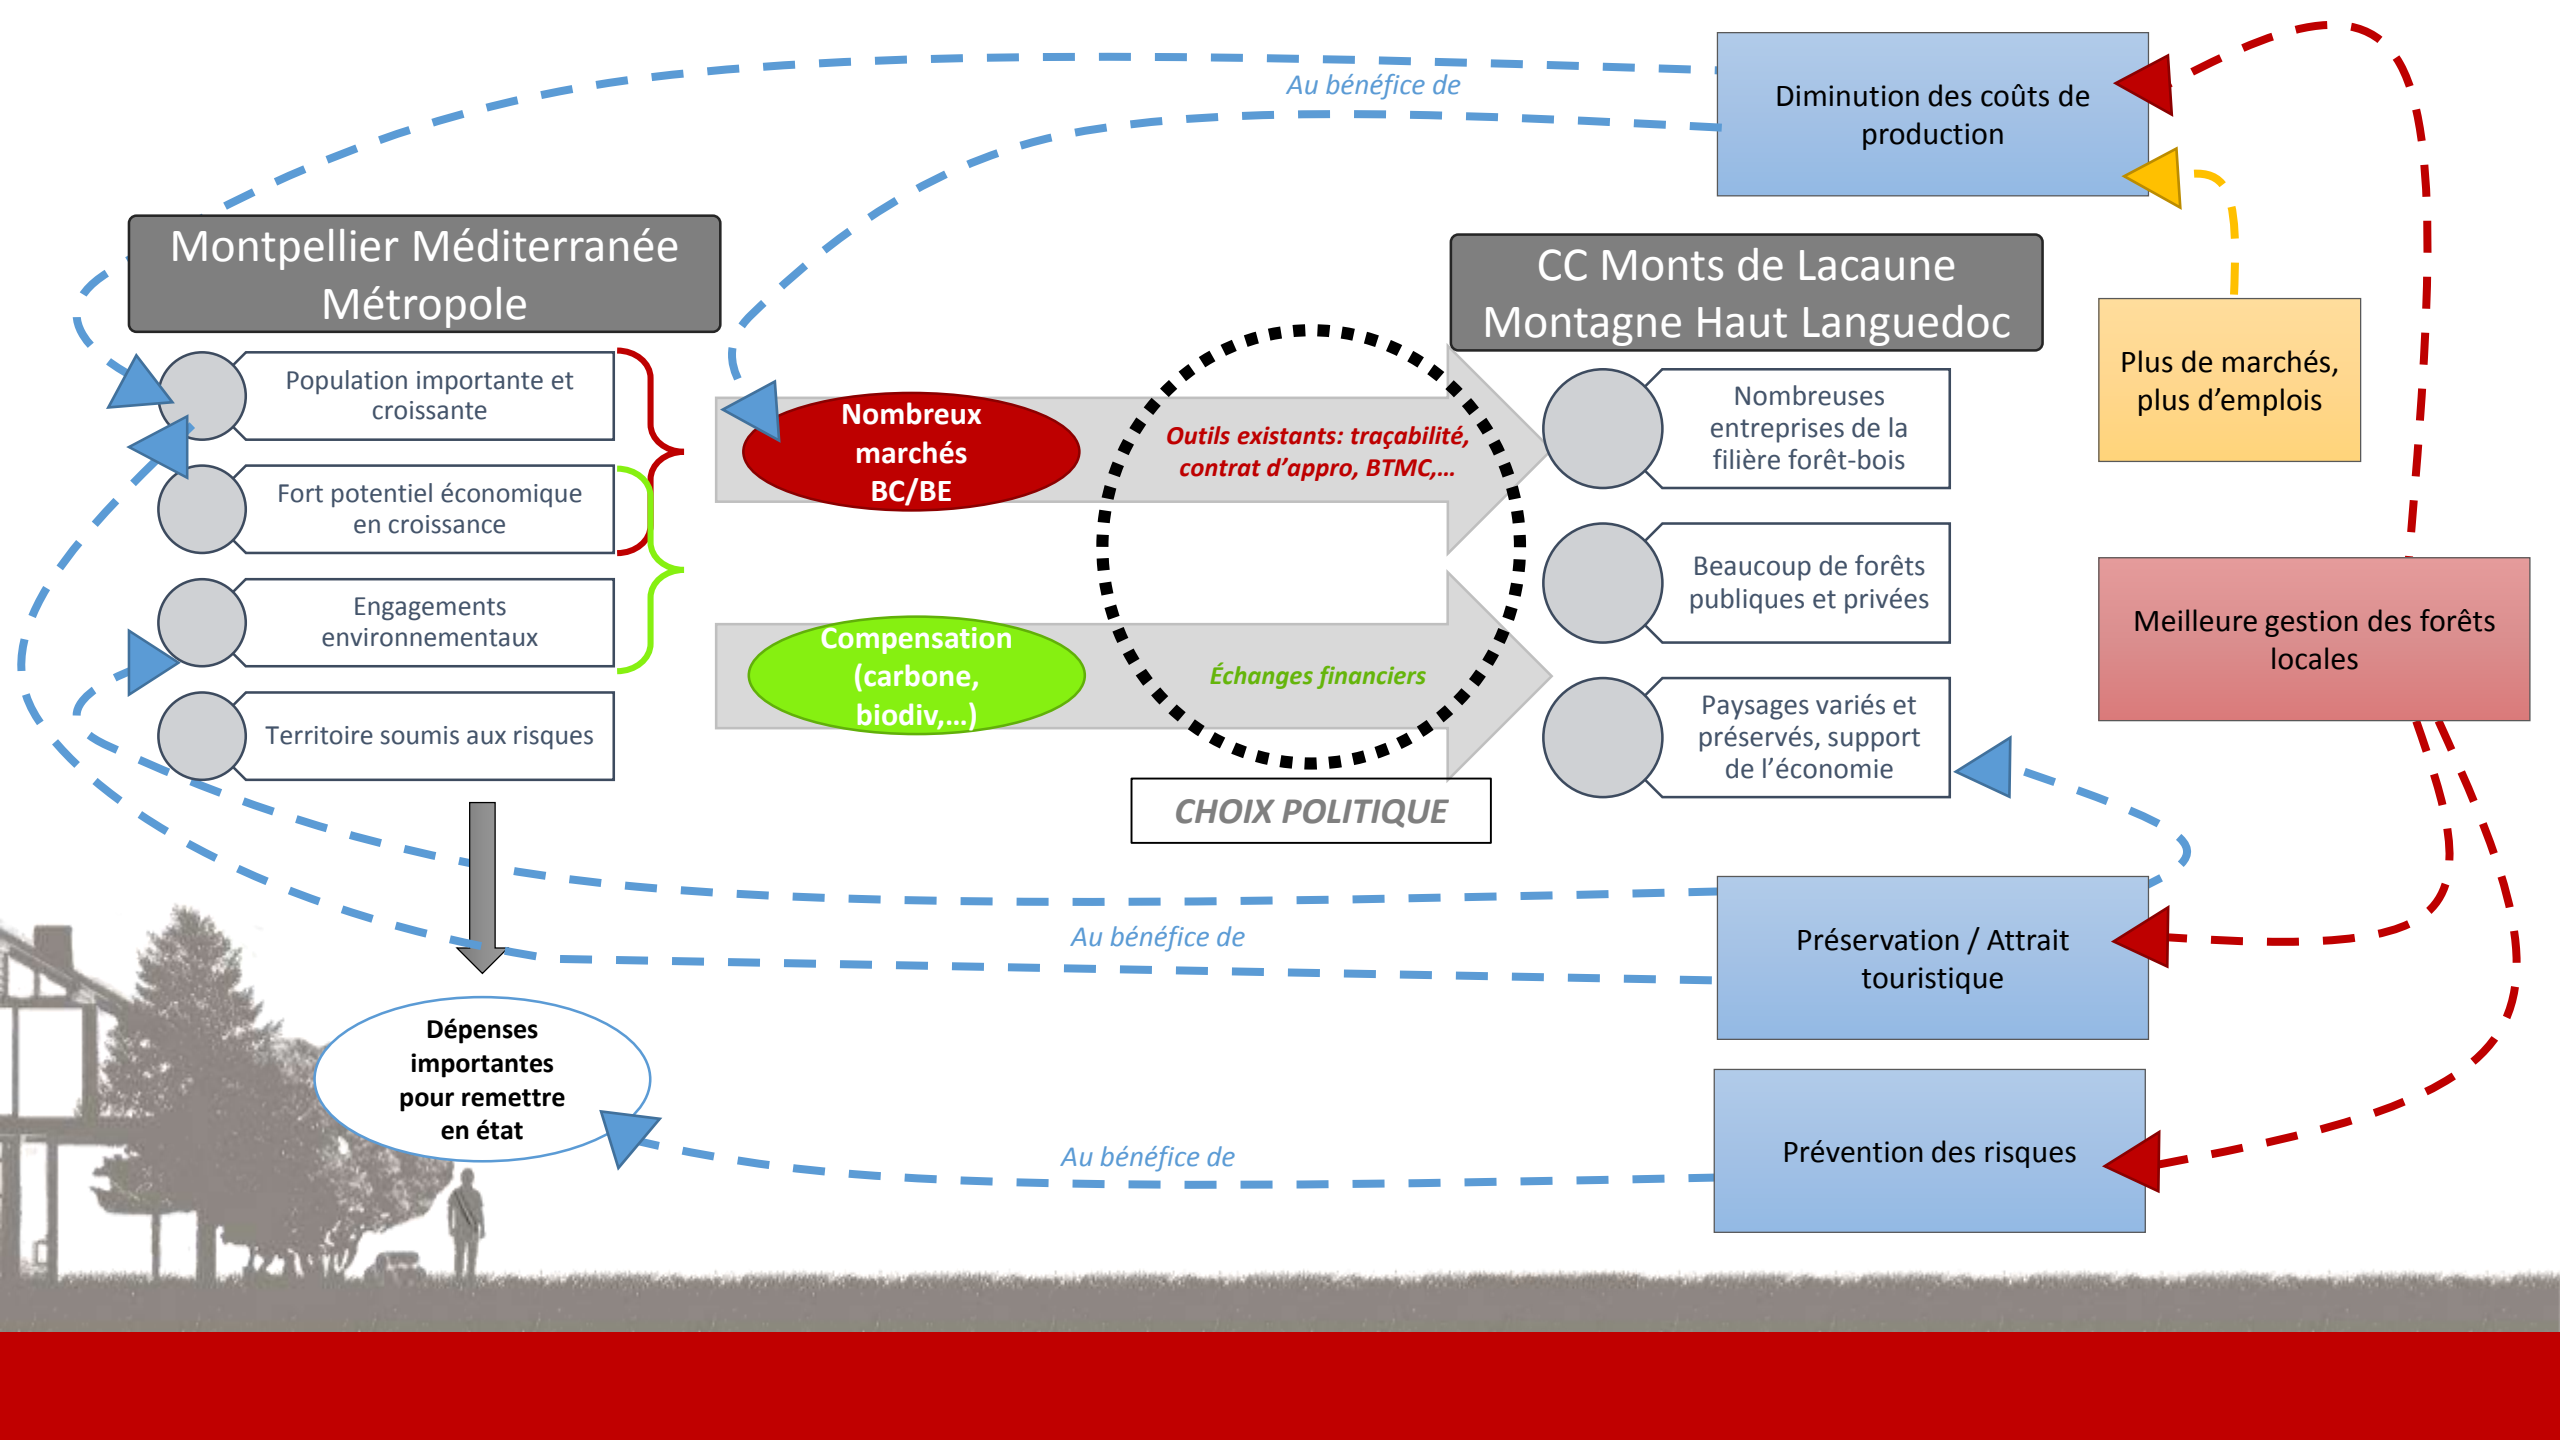 Au bénéfice de
Diminution des coûts de
production
Montpellier Méditerranée
Métropole
CC Monts de Lacaune
Montagne Haut Languedoc
Population importante et
croissante
Fort potentiel économique
en croissance
Engagements
environnementaux
Territoire soumis aux risques
Nombreux
marchés
BC/BE
Outils existants: traçabilité,
contrat d'appro, BTMC,...
Compensation
(carbone,
biodiv,...)
Échanges financiers
CHOIX POLITIQUE
Nombreuses
entreprises de la
filière forêt-bois
Beaucoup de forêts
publiques et privées
Paysages variés et
préservés, support
de l'économie
Plus de marchés,
plus d'emplois
Meilleure gestion des forêts
locales
Au bénéfice de
Préservation / Attrait
touristique
Dépenses
importantes
pour remettre
en état
Au bénéfice de
Prévention des risques